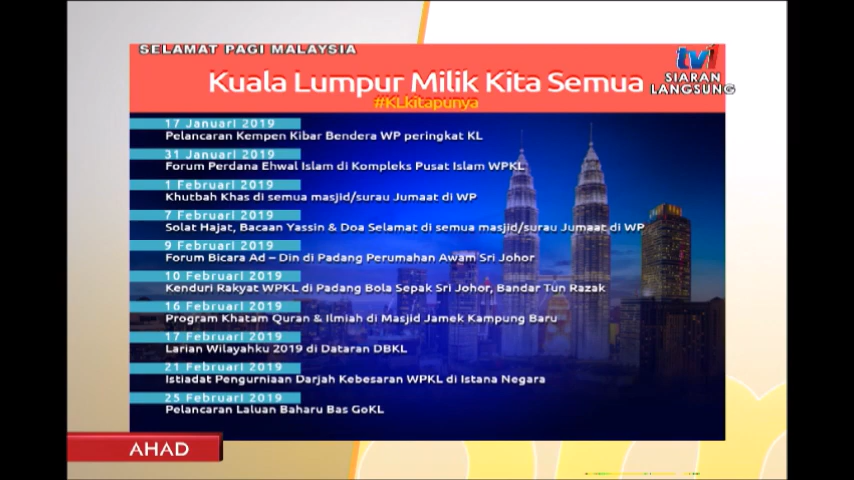 SELAMAT PAGI MALAYSIA
tv1
SIARAN
LANGSUNG
Kuala Lumpur Milik Kita Semua
#KLkitapunya
17 Januari 2019
Pelancaran Kempen Kibar Bendera WP peringkat KL
31 Januari 2019
Forum Perdana Ehwal Islam di Kompleks Pusat Islam WPKL
1 Februari 2019
Khutbah Khas di semua masjid/surau Jumaat di WP
7 Februari 2019
Solat Hajat, Bacaan Yassin & Doa Selamat di semua masjid/surau Jumaat di WP
9 Februari 2019
Forum Bicara Ad – Din di Padang Perumahan Awam Sri Johor
10 Februari 2019
Kenduri Rakyat WPKL di Padang Bola Sepak Sri Johor, Bandar Tun Razak
16 Februari 2019
Program Khatam Quran & Ilmiah di Masjid Jamek Kampung Baru
17 Februari 2019
Larian Wilayahku 2019 di Dataran DBKL
21 Februari 2019
Istiadat Pengurniaan Darjah Kebesaran WPKL di Istana Negara
25 Februari 2019
Pelancaran Laluan Baharu Bas GoKL
AHAD